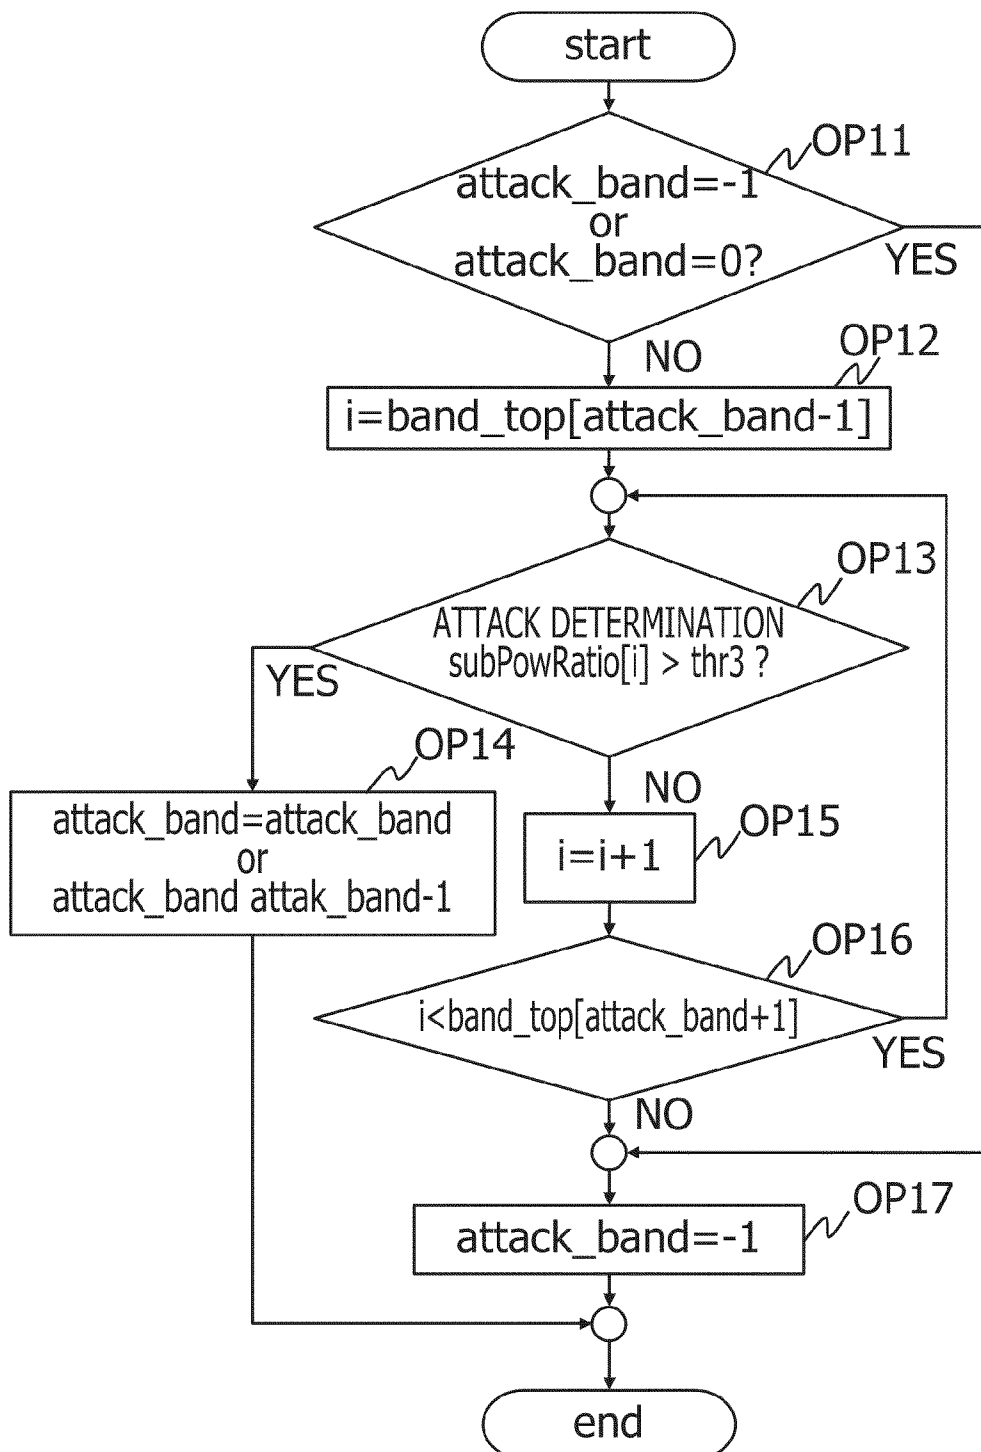 start
OP11
attack_band=-1
or
attack_band=0?
YES
NO
OP12
i=band_top[attack_band-1]
OP13
ATTACK DETERMINATION
subPowRatio[i] > thr3 ?
YES
NO
OP14
attack_band=attack_band
or
attack_band attak_band-1
OP15
i=i+1
OP16
i<band_top[attack_band+1]
YES
NO
OP17
attack_band=-1
end